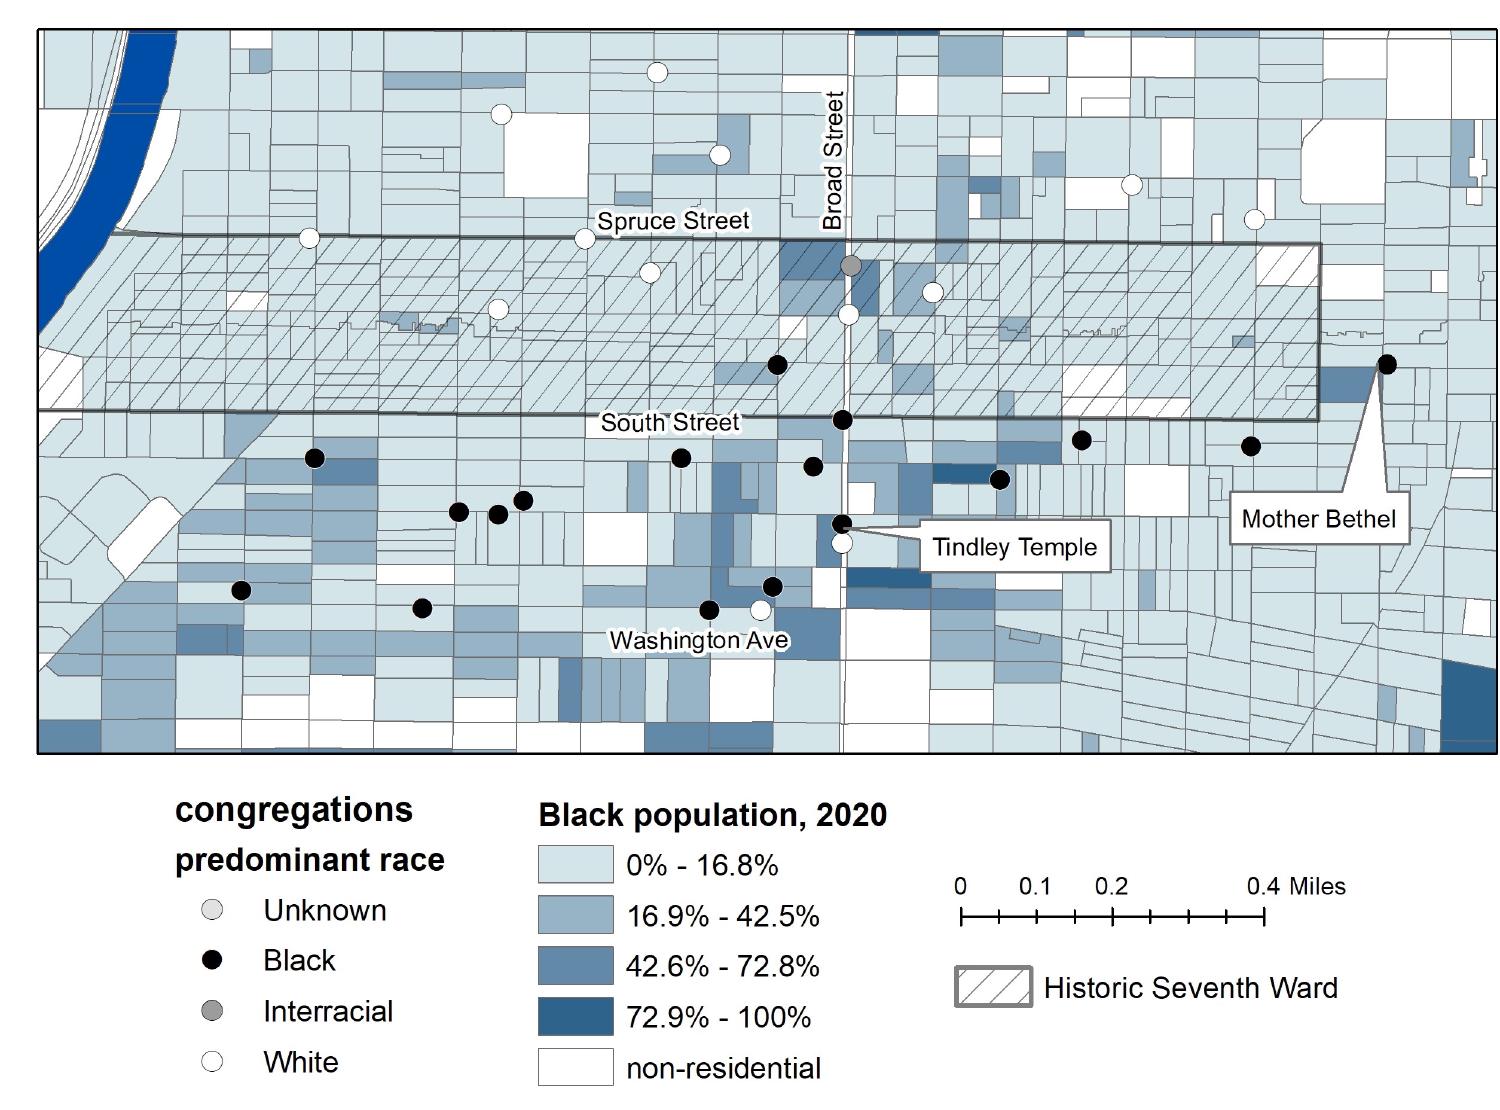 Broad Street
Spruce Street
South Street
Mother Bethel
Tindley Temple
Washington Ave
congregations
predominant race
Unknown
Black
Interracial
White
Black population, 2020
0% - 16.8%
16.9% - 42.5%
42.6% - 72.8%
72.9% - 100%
non-residential
0 0.1 0.2 0.4 Miles
Historic Seventh Ward